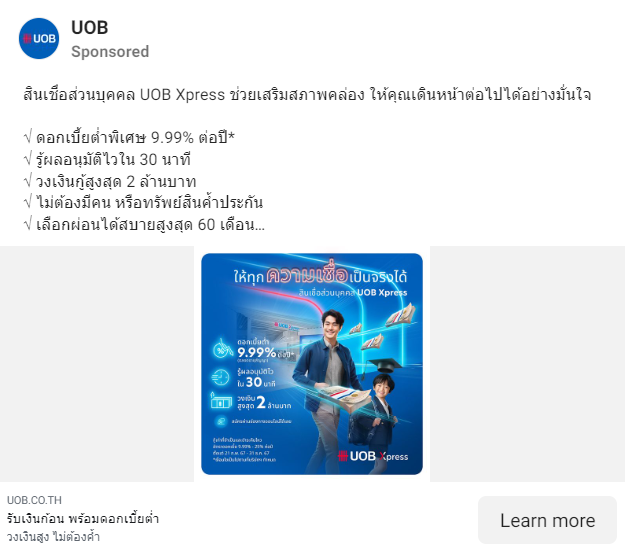 UOB
UOB
Sponsored
สินเชื่อส่วนบุคคล UOB Xpress ช่วยเสริมสภาพคล่อง ให้คุณเดินหน้าต่อไปได้อย่างมั่นใจ
√ ดอกเบี้ยต่ำพิเศษ 9.99% ต่อปี*
√ รู้ผลอนุมัติไวใน 30 นาที
√ วงเงินกู้สูงสุด 2 ล้านบาท
√ ไม่ต้องมีคน หรือทรัพย์สินค้ำประกัน
√ เลือกผ่อนได้สบายสูงสุด 60 เดือน...
ให้ทุกความเชื่อเป็นจริงได้
สินเชื่อส่วนบุคคล UOB Xpress
ดอกเบี้ยต่ำ
9.99% ต่อปี*
รู้ผลอนุมัติไว
ใน 30 นาที
วงเงิน
สูงสุด 2 ล้านบาท
UOB Xpress
UOB.CO.TH
รับเงินก้อน พร้อมดอกเบี้ยต่ำ
วงเงินสูง ไม่ต้องค้ำ
Learn more